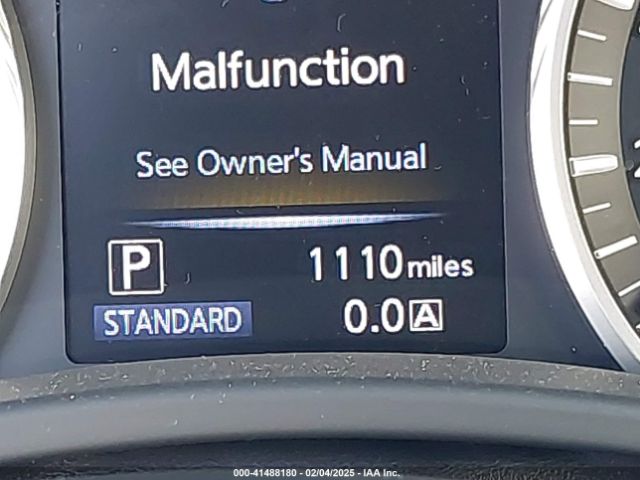 Malfunction
See Owner's Manual
P 1110 miles
STANDARD 0.0 A
000-41488180 - 02/04/2025 - IAA Inc.